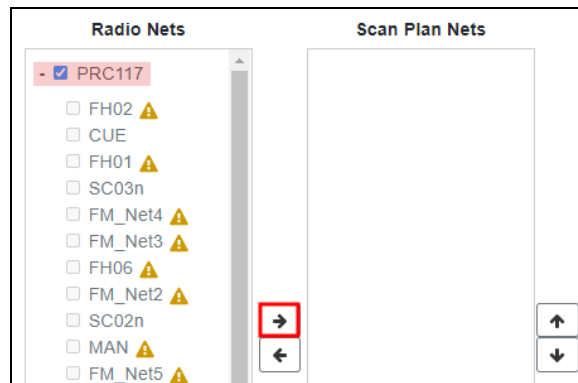 Radio Nets
Scan Plan Nets
- PRC117
FH02
CUE
FH01
SC03n
FM_Net4
FM_Net3
FH06
FM_Net2
SC02n
MAN
FM_Net5